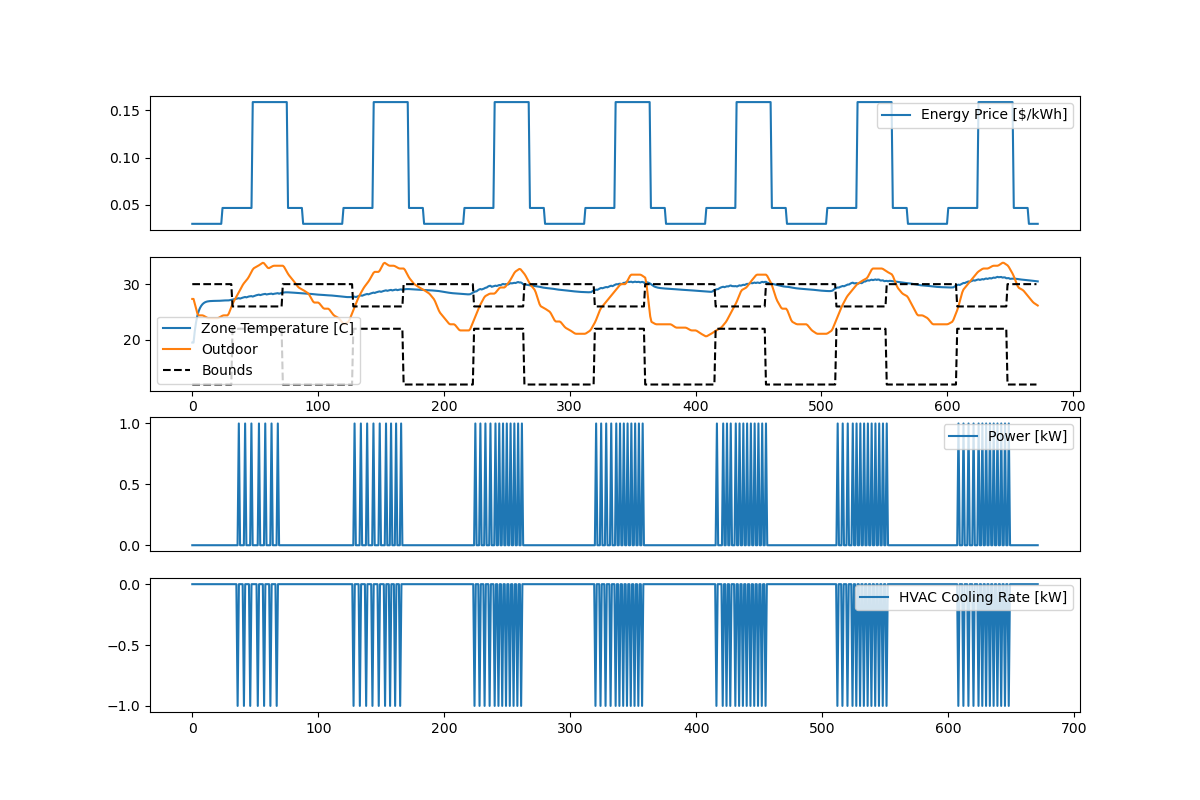 0.15
0.10
0.05
Energy Price [$/kWh]
30
20
Zone Temperature [C]
Outdoor
Bounds
0 100 200 300 400 500 600 700
1.0
0.5
0.0
Power [kW]
0.0
−0.5
−1.0
HVAC Cooling Rate [kW]
0 100 200 300 400 500 600 700